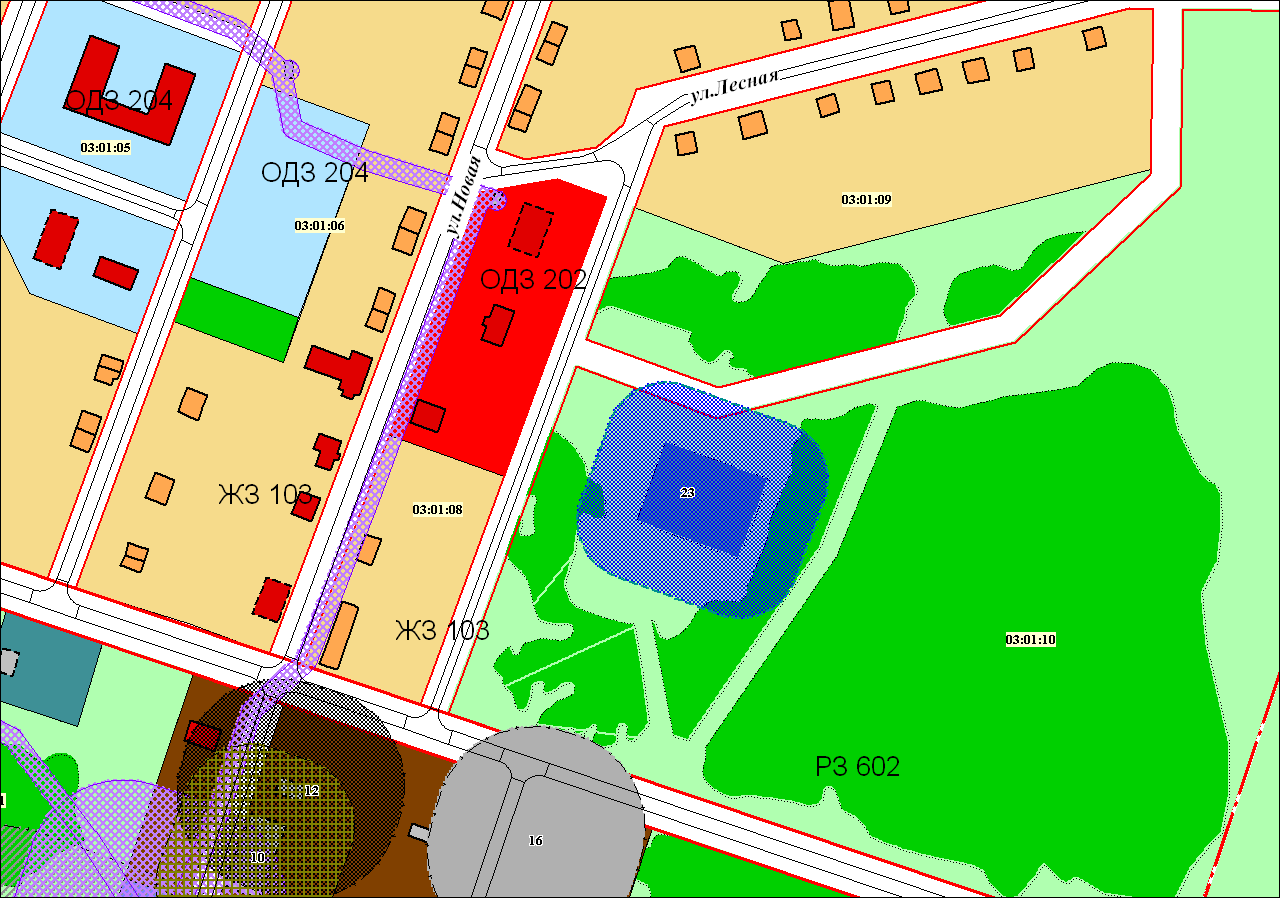 ул.Лесная
ОДЗ 204
03:01:05
ОДЗ 204
ул.Новая
03:01:09
03:01:06
ОДЗ 202
23
ЖЗ 103
03:01:08
ЖЗ 103
03:01:10
РЗ 602
12
1
16
10